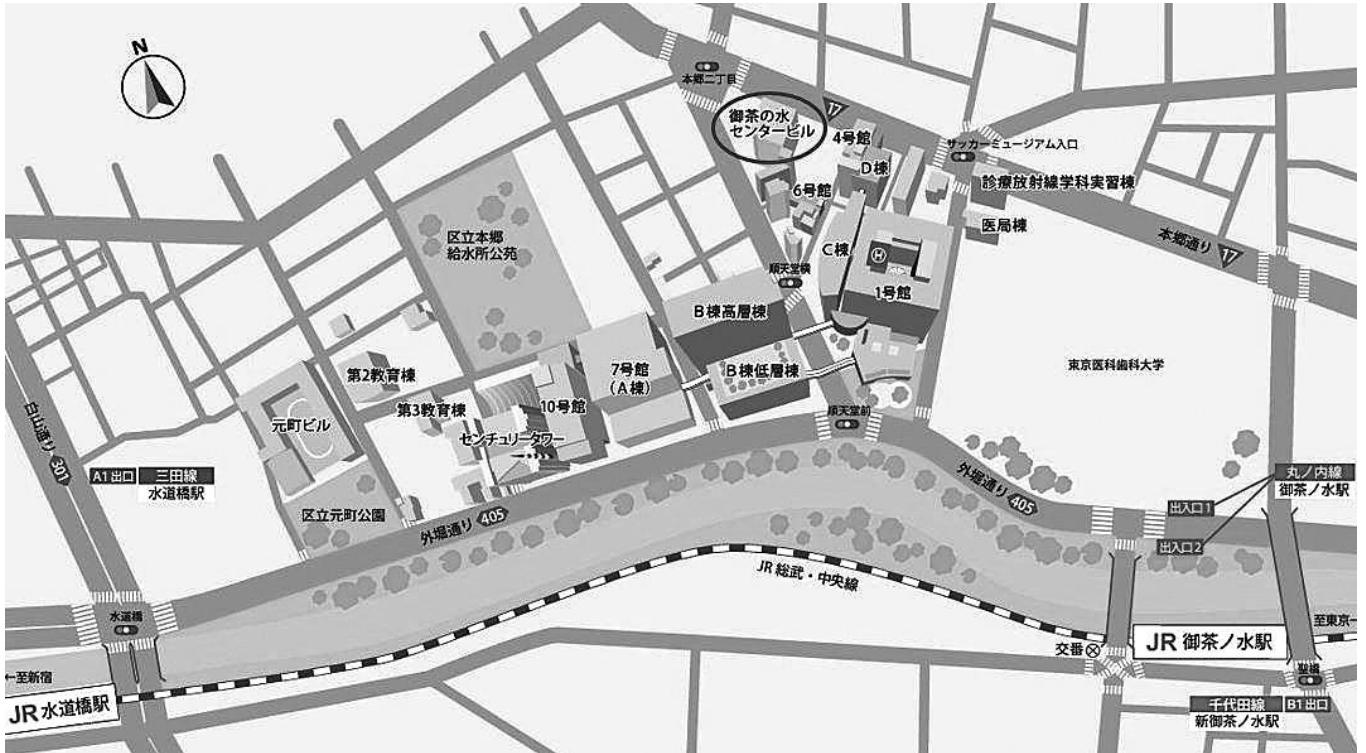 N
本郷二丁目
17
御茶の水
センタービル
4号館
サッカーミュージアム入口
D棟
診療放射線学科実習棟
6号館
医局棟
区立本郷
給水所公苑
C棟
本郷通り 17
順天堂横
H
1号館
B棟高層棟
東京医科歯科大学
第2教育棟
7号館
(A棟)
B棟低層棟
第3教育棟
10号館
元町ビル
順天堂前
センチュリータワー
白山通り 301
A1出口 三田線
水道橋駅
外堀通り 405
丸ノ内線
御茶ノ水駅
区立元町公園
外堀通り 405
出入口1
出入口2
JR 総武・中央線
水道橋
至東京→
交番
JR 御茶ノ水駅
←至新宿
聖橋
JR 水道橋駅
千代田線 B1出口
新御茶ノ水駅